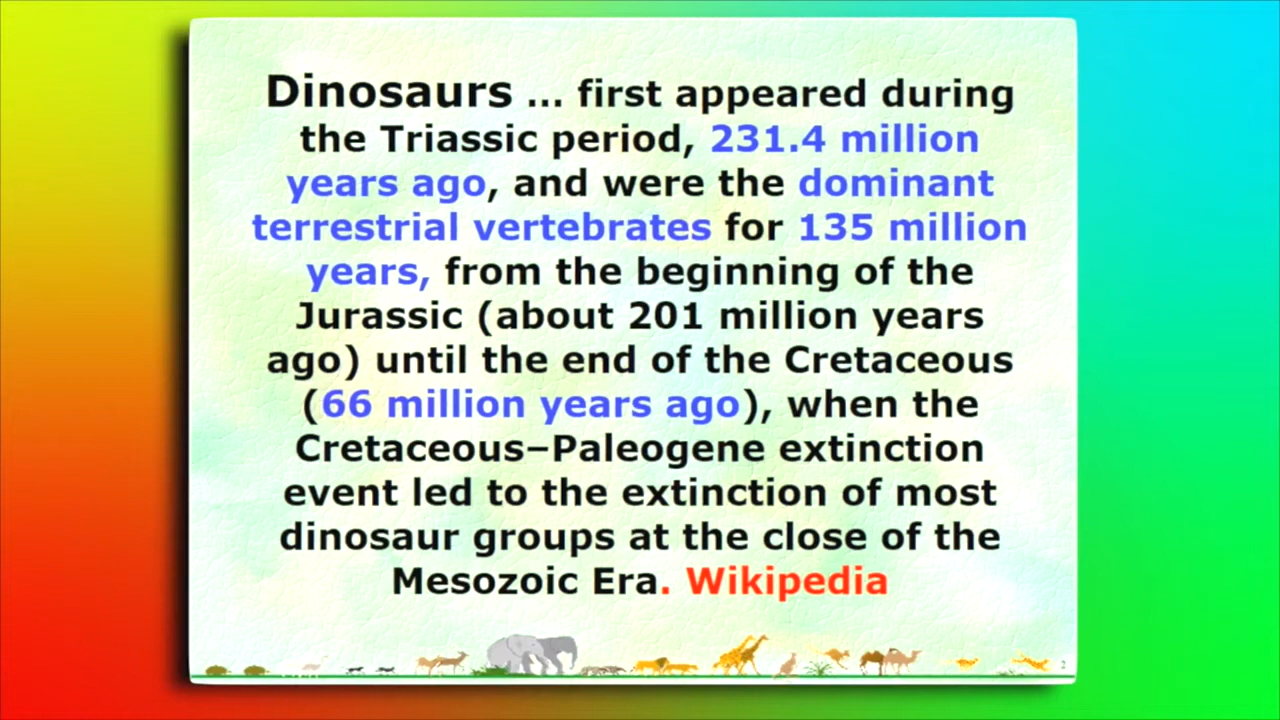 Dinosaurs ... first appeared during
the Triassic period, 231.4 million
years ago, and were the dominant
terrestrial vertebrates for 135 million
years, from the beginning of the
Jurassic (about 201 million years
ago) until the end of the Cretaceous
(66 million years ago), when the
Cretaceous–Paleogene extinction
event led to the extinction of most
dinosaur groups at the close of the
Mesozoic Era. Wikipedia
2